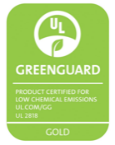 UL
GREENGUARD
PRODUCT CERTIFIED FOR
LOW CHEMICAL EMISSIONS
UL.COM/GG
UL 2818
GOLD